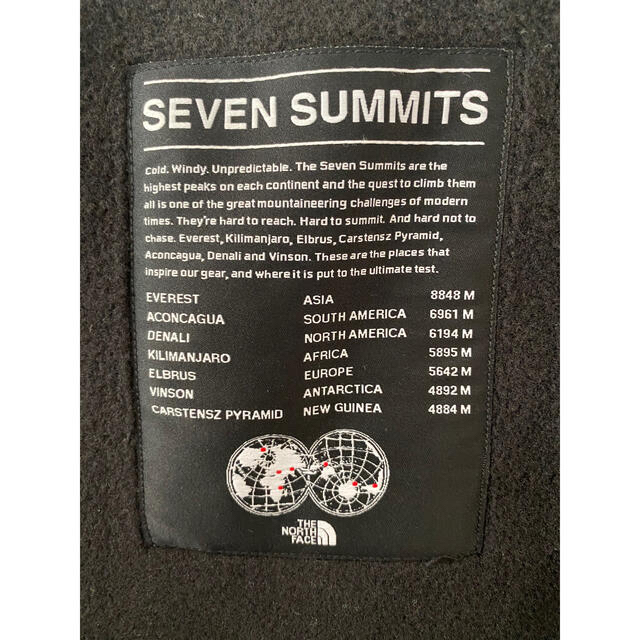 SEVEN SUMMITS
Cold. Windy. Unpredictable. The Seven Summits are the
highest peaks on each continent and the quest to climb them
all is one of the great mountaineering challenges of modern
times. They're hard to reach. Hard to summit. And hard not to
chase. Everest, Kilimanjaro, Elbrus, Carstensz Pyramid,
Aconcagua, Denali and Vinson. These are the places that
inspire our gear, and where it is put to the ultimate test.
EVEREST ASIA 8848 M
ACONCAGUA SOUTH AMERICA 6961 M
DENALI NORTH AMERICA 6194 M
KILIMANJARO AFRICA 5895 M
ELBRUS EUROPE 5642 M
VINSON ANTARCTICA 4892 M
CARSTENSZ PYRAMID NEW GUINEA 4884 M
THE
NORTH
FACE